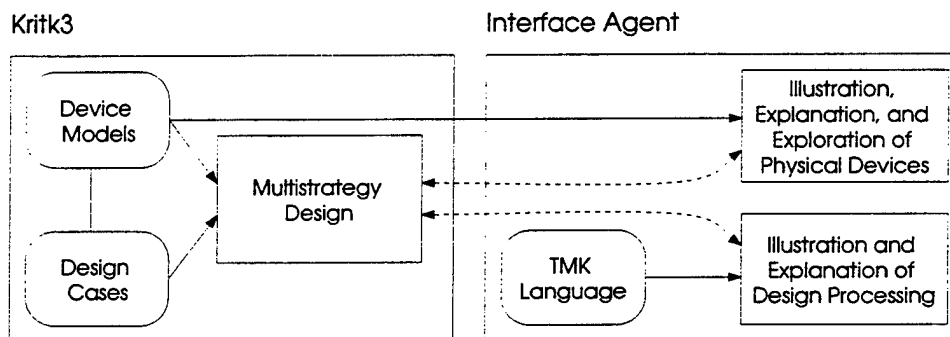 Kritk3
Interface Agent
Device
Models
Multistrategy
Design
Design
Cases
Illustration,
Explanation, and
Exploration of
Physical Devices
TMK
Language
Illustration and
Explanation of
Design Processing